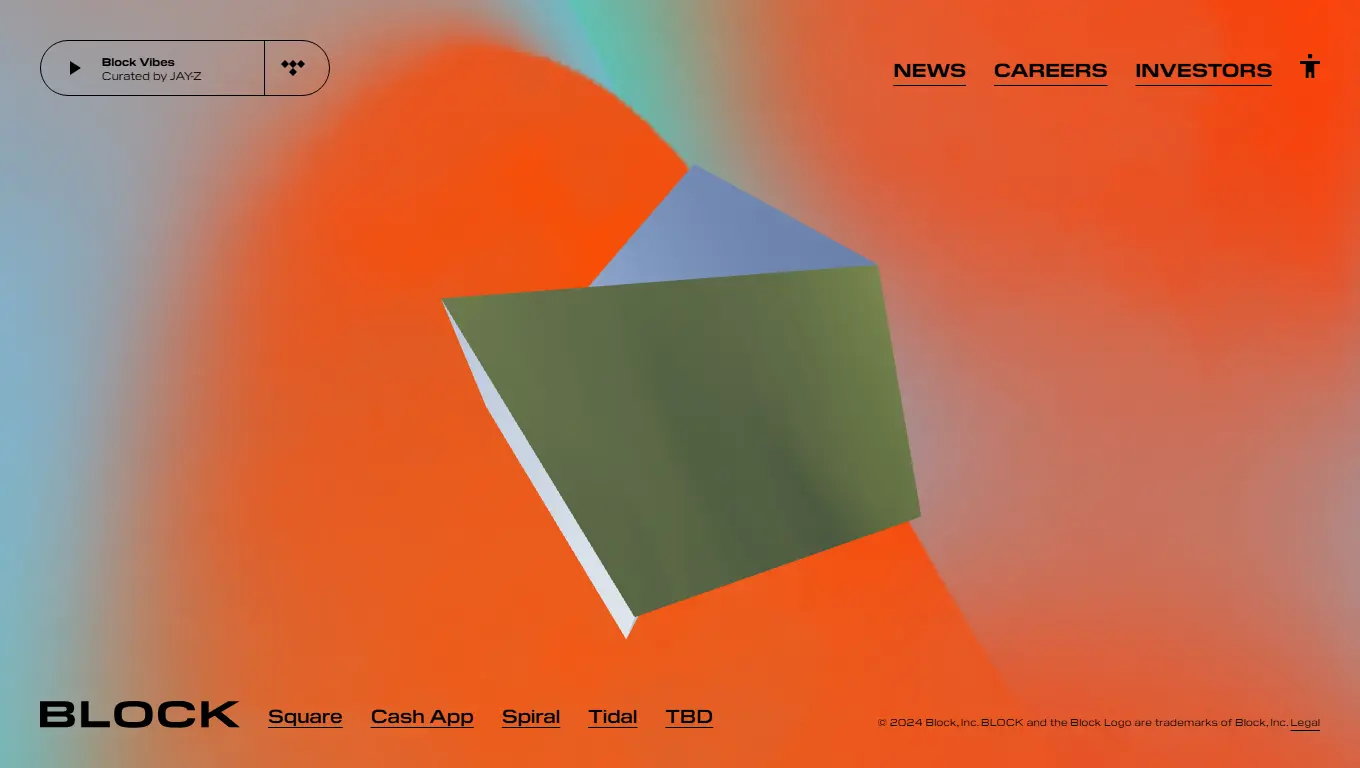 Block Vibes
Curated by JAY-Z
NEWS CAREERS INVESTORS
BLOCK Square Cash App Spiral Tidal TBD
© 2024 Block, Inc. BLOCK and the Block Logo are trademarks of Block, Inc. Legal